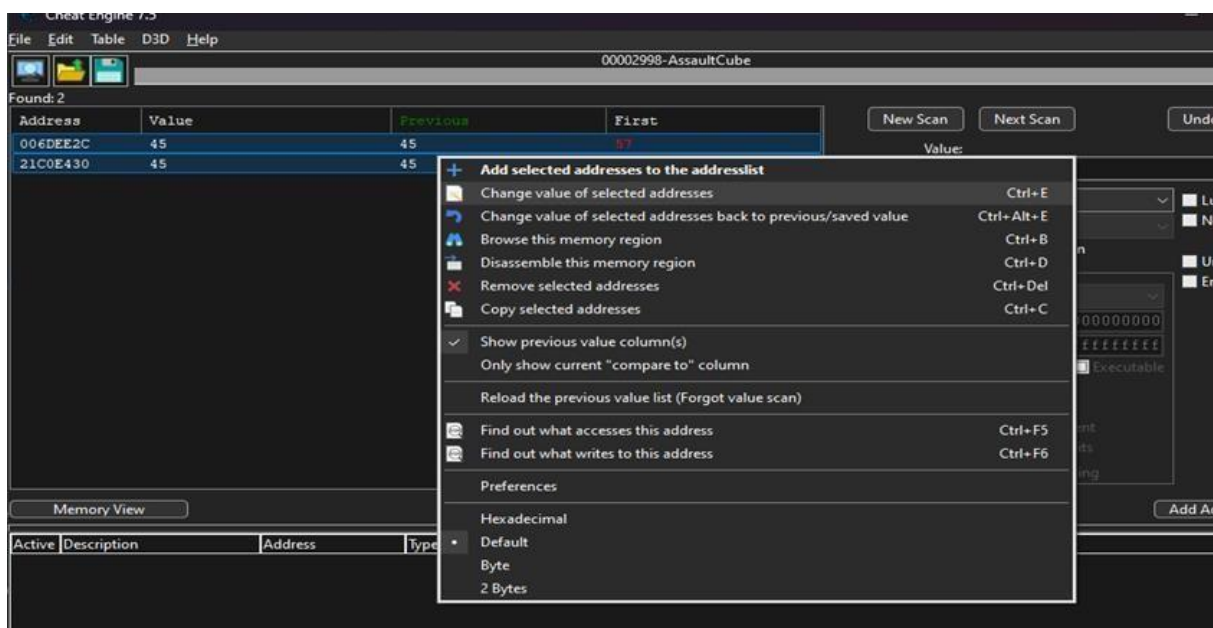 Cheat Engine 7.5
File Edit Table D3D Help
00002998-AssaultCube
Found: 2
Address Value Previous First
New Scan Next Scan
006DEE2C 45 45 57
Value:
21C0E430 45 45
Add selected addresses to the addresslist
Change value of selected addresses Ctrl+E
Change value of selected addresses back to previous/saved value Ctrl+Alt+E
Browse this memory region Ctrl+B
Disassemble this memory region Ctrl+D
Remove selected addresses Ctrl+Del
Copy selected addresses Ctrl+C
Show previous value column(s)
Only show current "compare to" column
Executable
Reload the previous value list (Forgot value scan)
Find out what accesses this address Ctrl+F5
Find out what writes to this address Ctrl+F6
Preferences
Memory View
Hexadecimal
Active Description Address Type
Default
Byte
2 Bytes